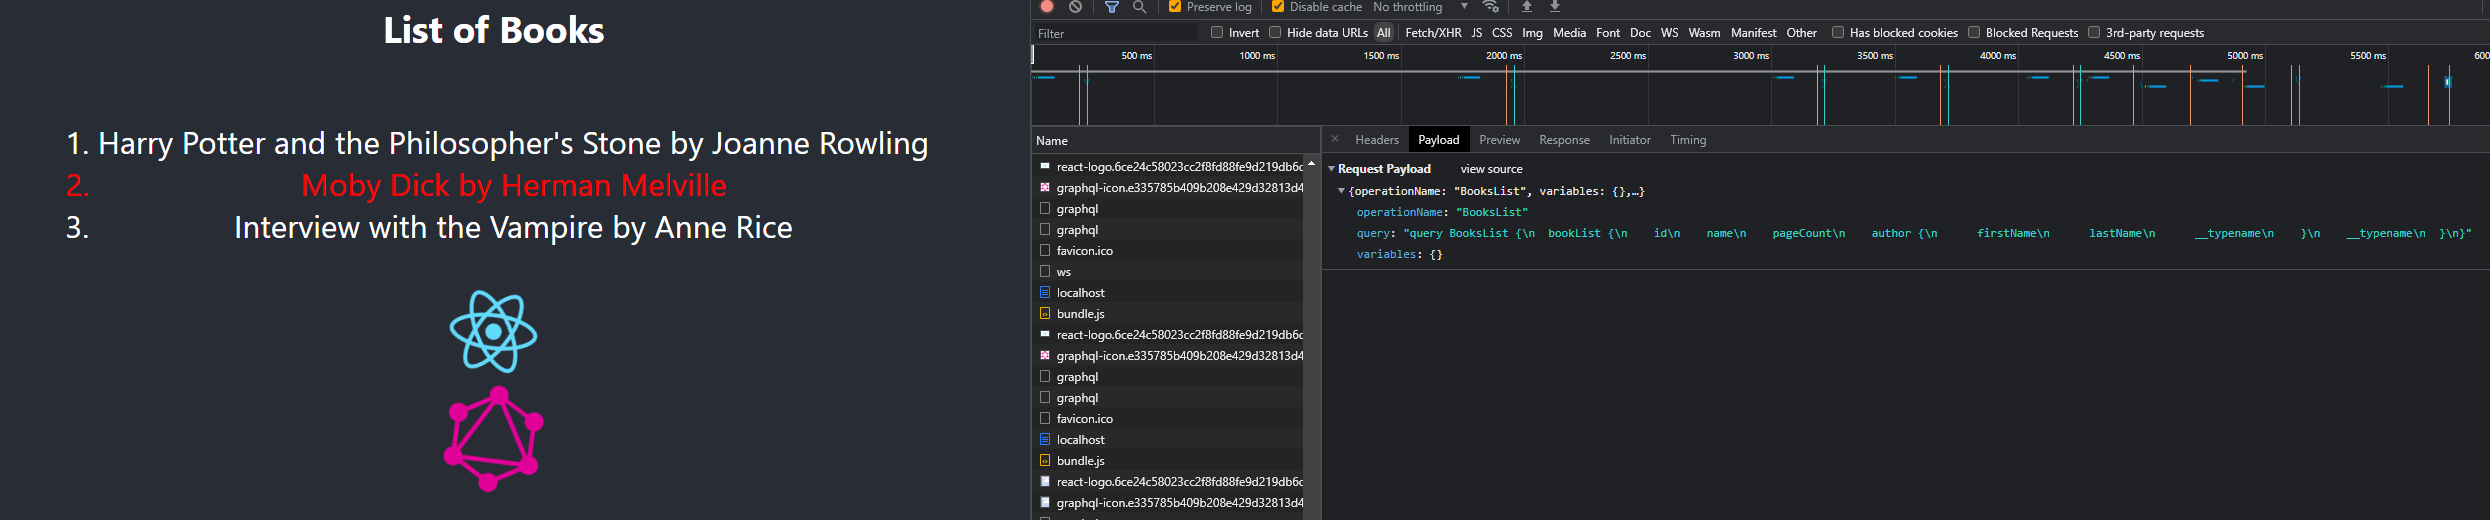 List of Books
1. Harry Potter and the Philosopher's Stone by Joanne Rowling
2. Moby Dick by Herman Melville
3. Interview with the Vampire by Anne Rice
Preserve log Disable cache No throttling
Filter Invert Hide data URLs All Fetch/XHR JS CSS Img Media Font Doc WS Wasm Manifest Other Has blocked cookies Blocked Requests 3rd-party requests
500 ms 1000 ms 1500 ms 2000 ms 2500 ms 3000 ms 3500 ms 4000 ms 4500 ms 5000 ms 5500 ms 600
Name
react-logo.6ce24c58023cc2f8fd88fe9d219db6c
graphql-icon.e335785b409b208e429d32813d4
graphql
graphql
favicon.ico
ws
localhost
bundle.js
react-logo.6ce24c58023cc2f8fd88fe9d219db6c
graphql-icon.e335785b409b208e429d32813d4
graphql
graphql
favicon.ico
localhost
bundle.js
react-logo.6ce24c58023cc2f8fd88fe9d219db6c
graphql-icon.e335785b409b208e429d32813d4
× Headers Payload Preview Response Initiator Timing
Request Payload view source
{operationName: "BooksList", variables: {},…}
operationName: "BooksList"
query: "query BooksList {\n  bookList {\n    id\n    name\n    pageCount\n    author {\n      firstName\n      lastName\n      __typename\n    }\n    __typename\n  }\n}"
variables: {}